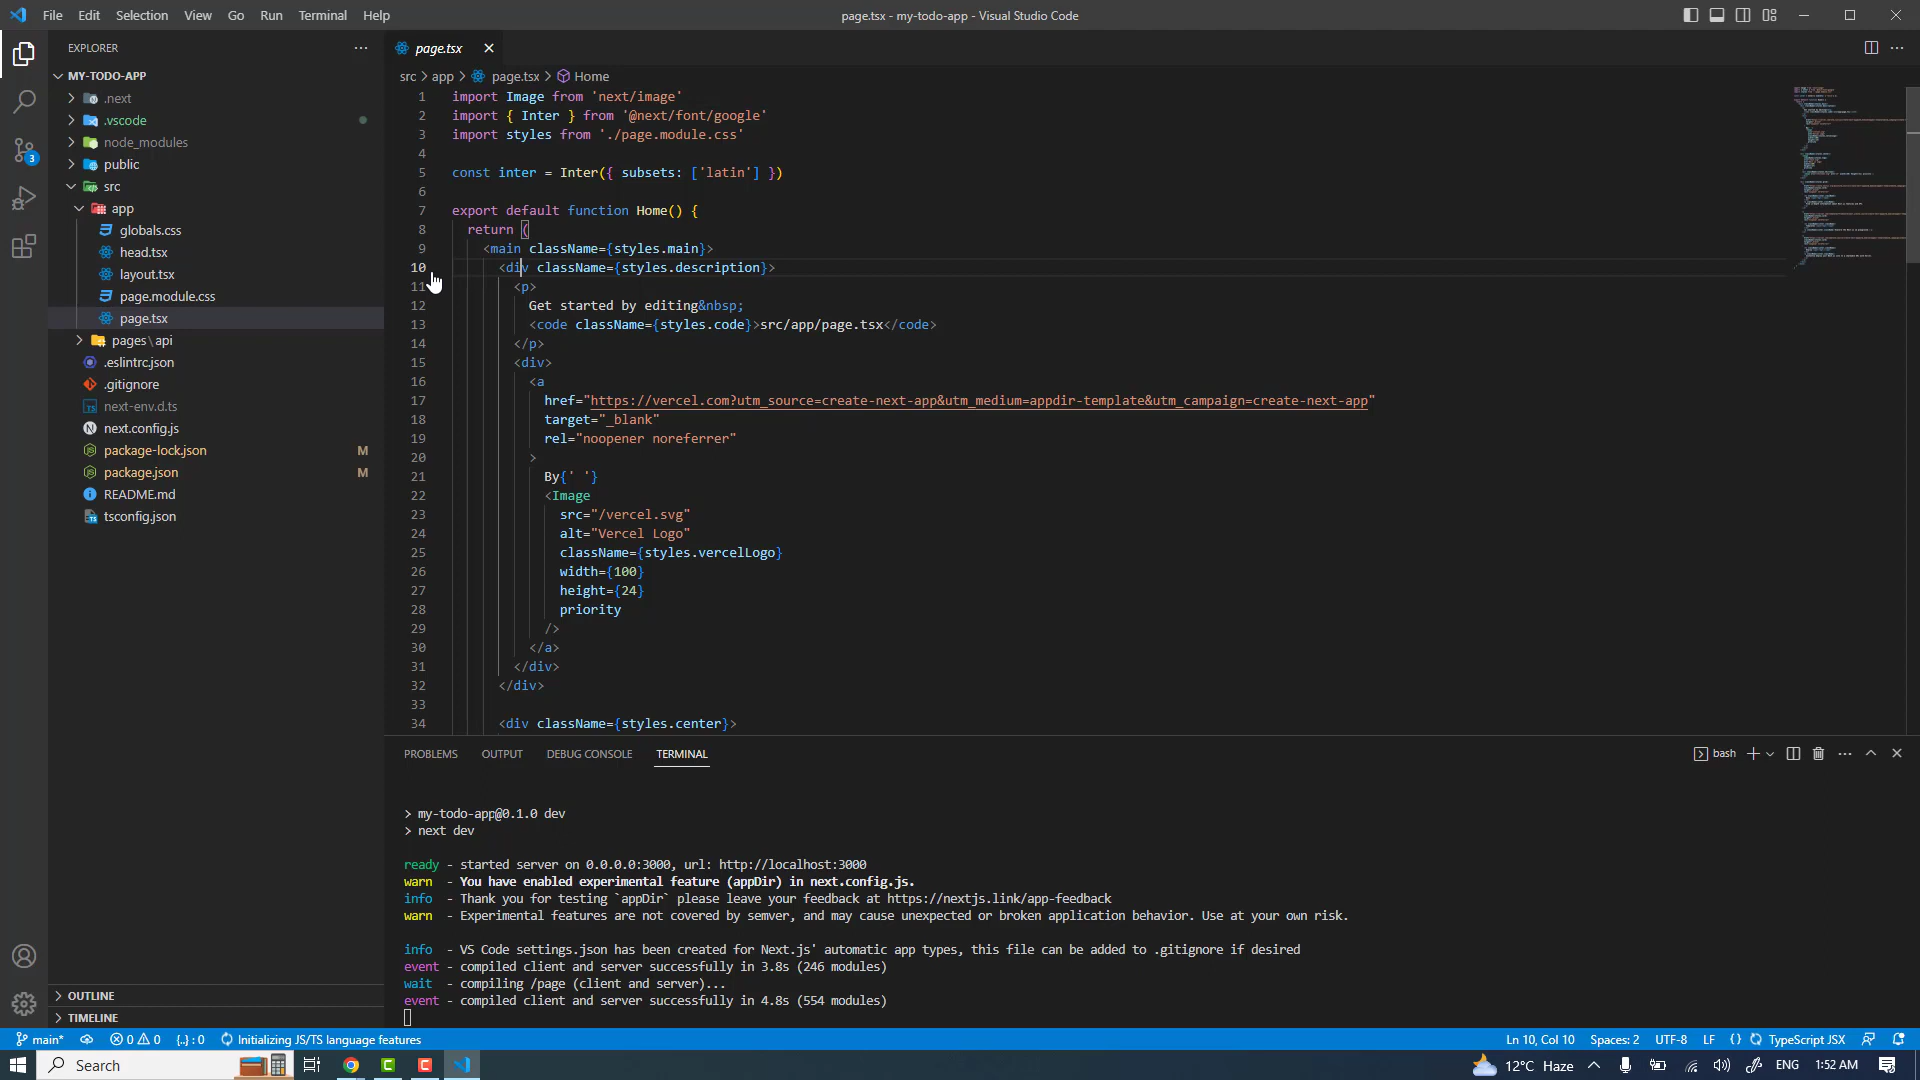 File Edit Selection View Go Run Terminal Help
page.tsx - my-todo-app - Visual Studio Code
EXPLORER
MY-TODO-APP
.next
.vscode
node_modules
public
src
app
globals.css
head.tsx
layout.tsx
page.module.css
page.tsx
pages\api
.eslintrc.json
.gitignore
next-env.d.ts
next.config.js
package-lock.json M
package.json M
README.md
tsconfig.json
OUTLINE
TIMELINE
3
page.tsx
src > app > page.tsx > Home
1 import Image from 'next/image'
2 import { Inter } from '@next/font/google'
3 import styles from './page.module.css'
4
5 const inter = Inter({ subsets: ['latin'] })
6
7 export default function Home() {
8 return (
9 <main className={styles.main}>
10 <div className={styles.description}>
11 <p>
12 Get started by editing&nbsp;
13 <code className={styles.code}>src/app/page.tsx</code>
14 </p>
15 <div>
16 <a
17 href="https://vercel.com?utm_source=create-next-app&utm_medium=appdir-template&utm_campaign=create-next-app"
18 target="_blank"
19 rel="noopener noreferrer"
20 >
21 By{' '}
22 <Image
23 src="/vercel.svg"
24 alt="Vercel Logo"
25 className={styles.vercelLogo}
26 width={100}
27 height={24}
28 priority
29 />
30 </a>
31 </div>
32 </div>
33
34 <div className={styles.center}>
PROBLEMS OUTPUT DEBUG CONSOLE TERMINAL
bash
> my-todo-app@0.1.0 dev
> next dev
ready - started server on 0.0.0.0:3000, url: http://localhost:3000
warn - You have enabled experimental feature (appDir) in next.config.js.
info - Thank you for testing `appDir` please leave your feedback at https://nextjs.link/app-feedback
warn - Experimental features are not covered by semver, and may cause unexpected or broken application behavior. Use at your own risk.
info - VS Code settings.json has been created for Next.js' automatic app types, this file can be added to .gitignore if desired
event - compiled client and server successfully in 3.8s (246 modules)
wait - compiling /page (client and server)...
event - compiled client and server successfully in 4.8s (554 modules)
main* 0 0 {..} : 0 Initializing JS/TS language features
Ln 10, Col 10 Spaces: 2 UTF-8 LF {} TypeScript JSX
Search
12°C Haze ENG 1:52 AM